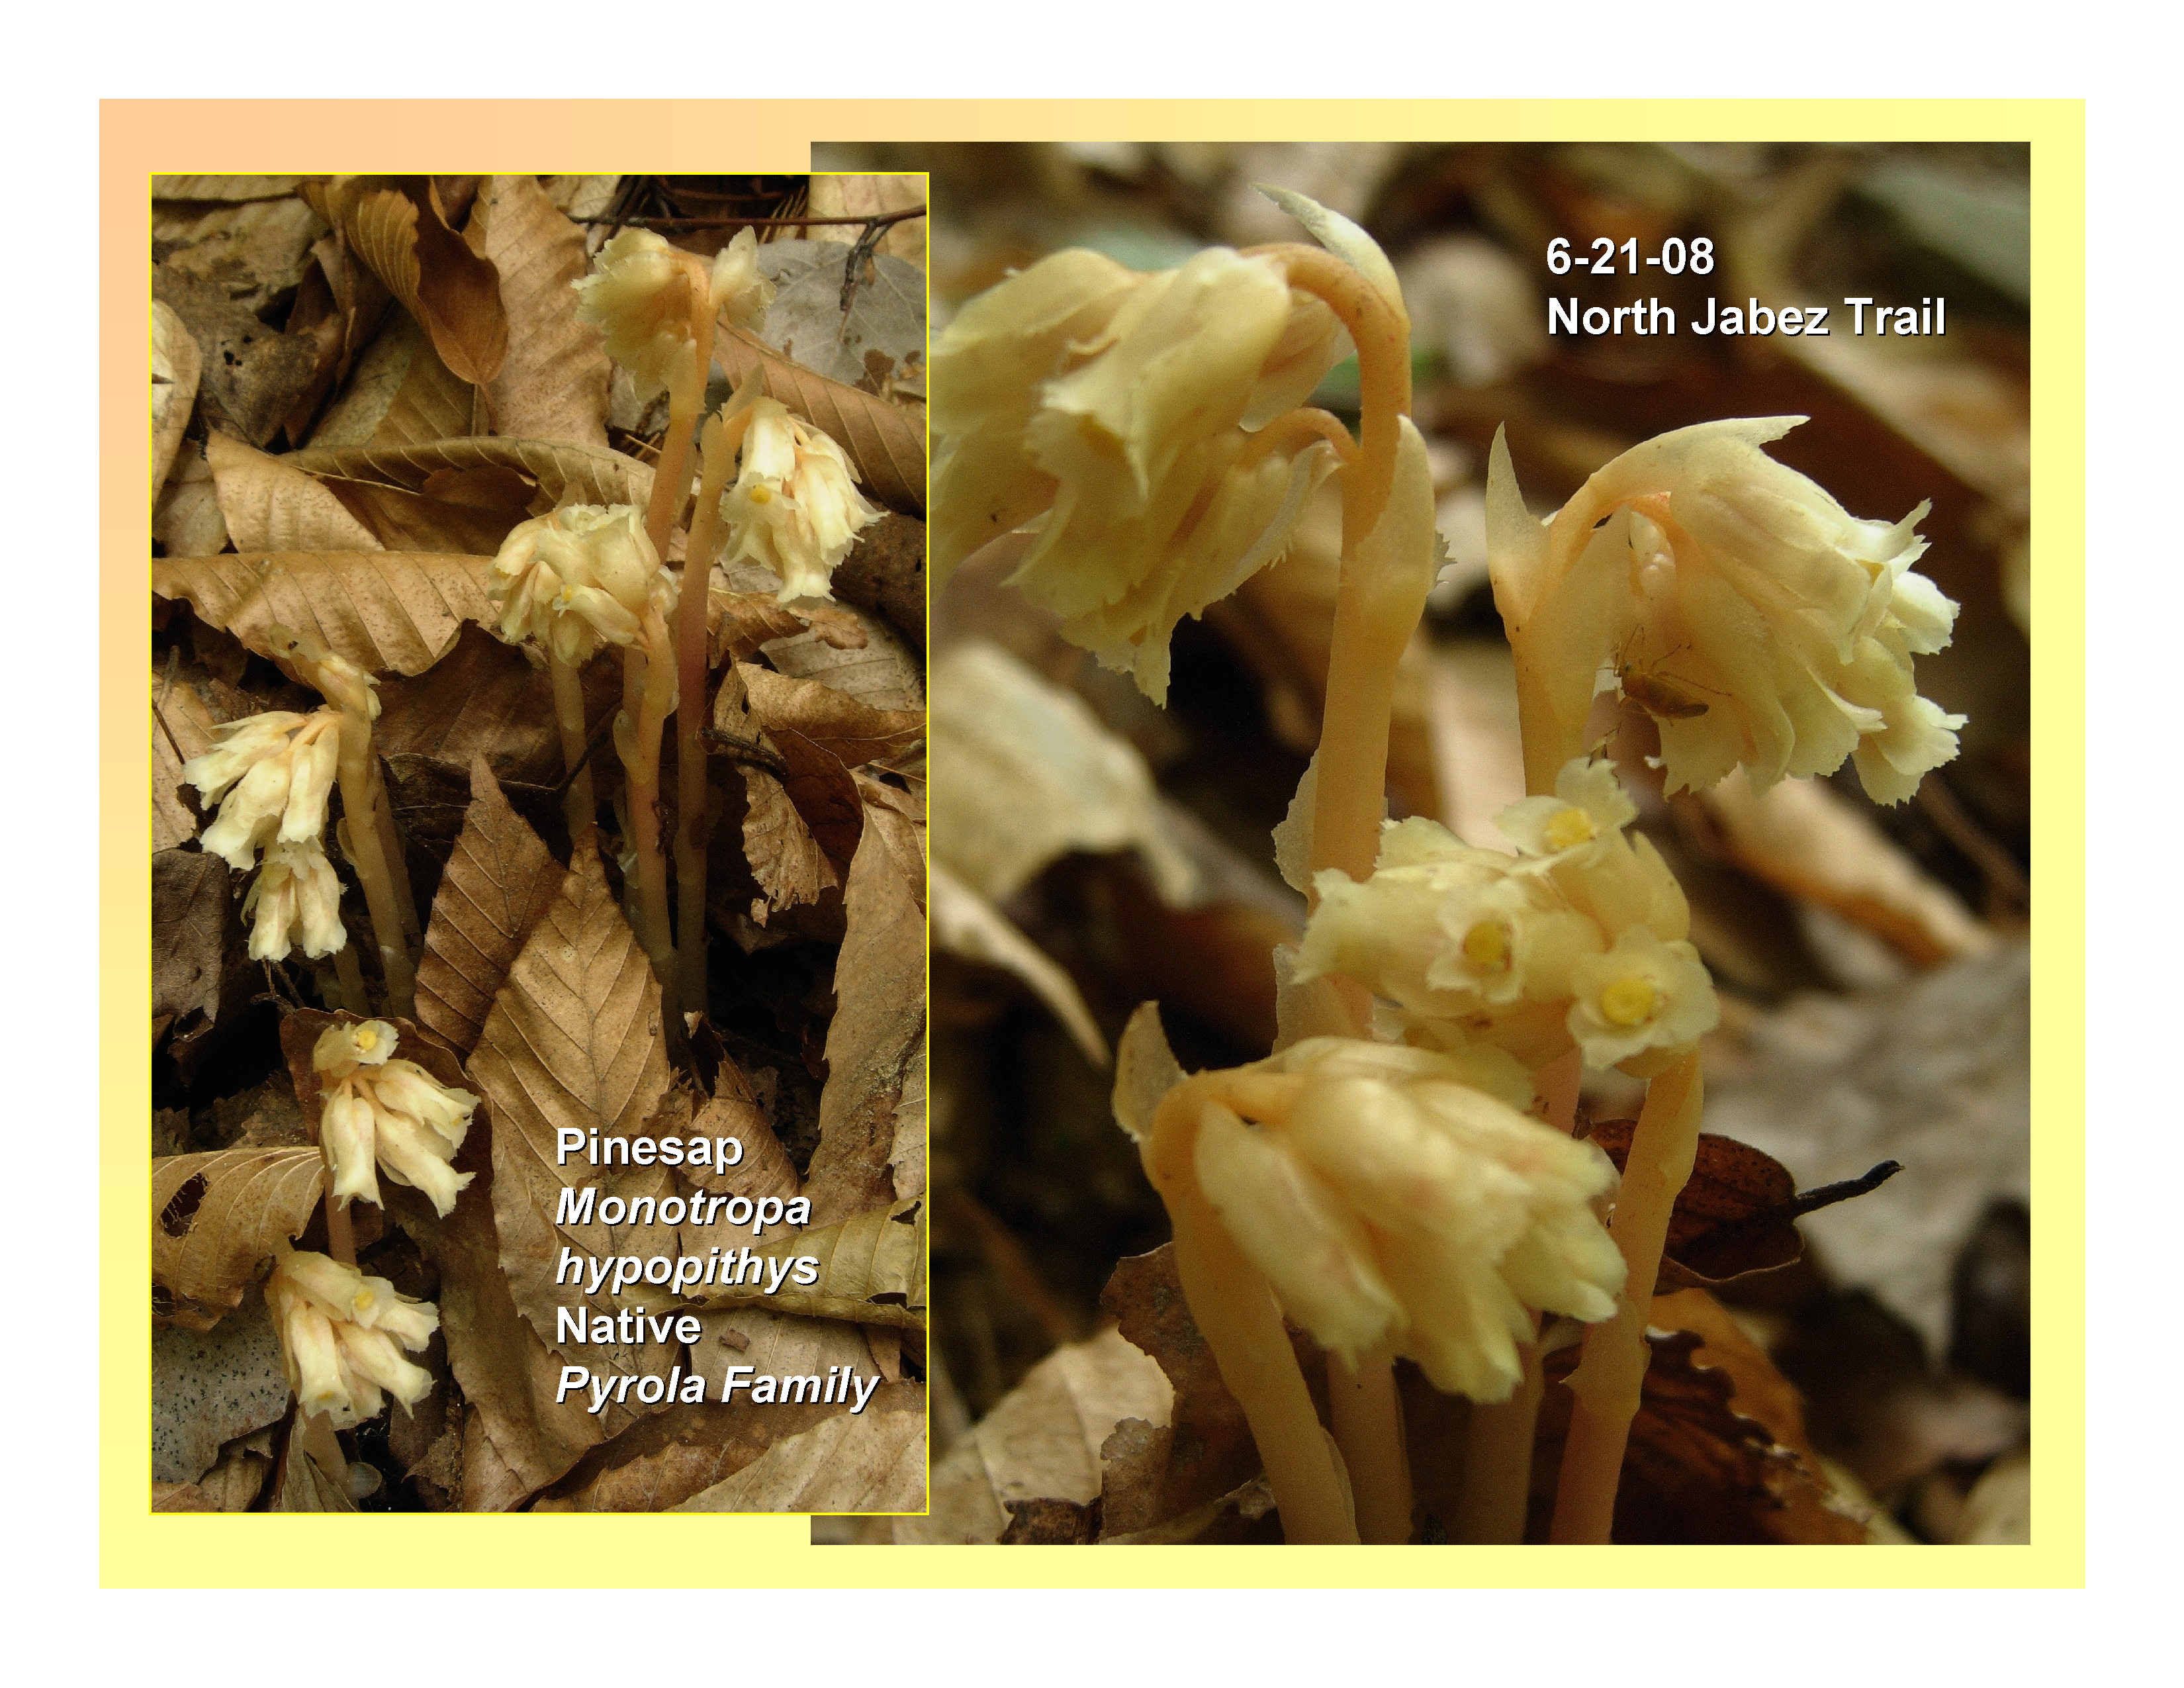 6-21-08
North Jabez Trail
Pinesap
Monotropa
hypopithys
Native
Pyrola Family